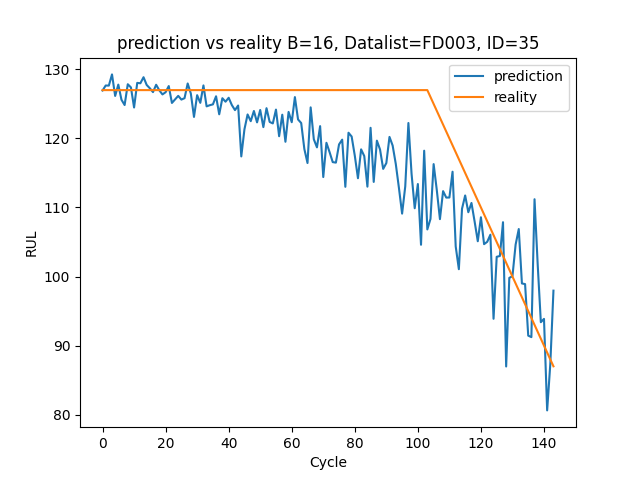 prediction vs reality B=16, Datalist=FD003, ID=35
prediction
reality
RUL
130
120
110
100
90
80
0 20 40 60 80 100 120 140
Cycle